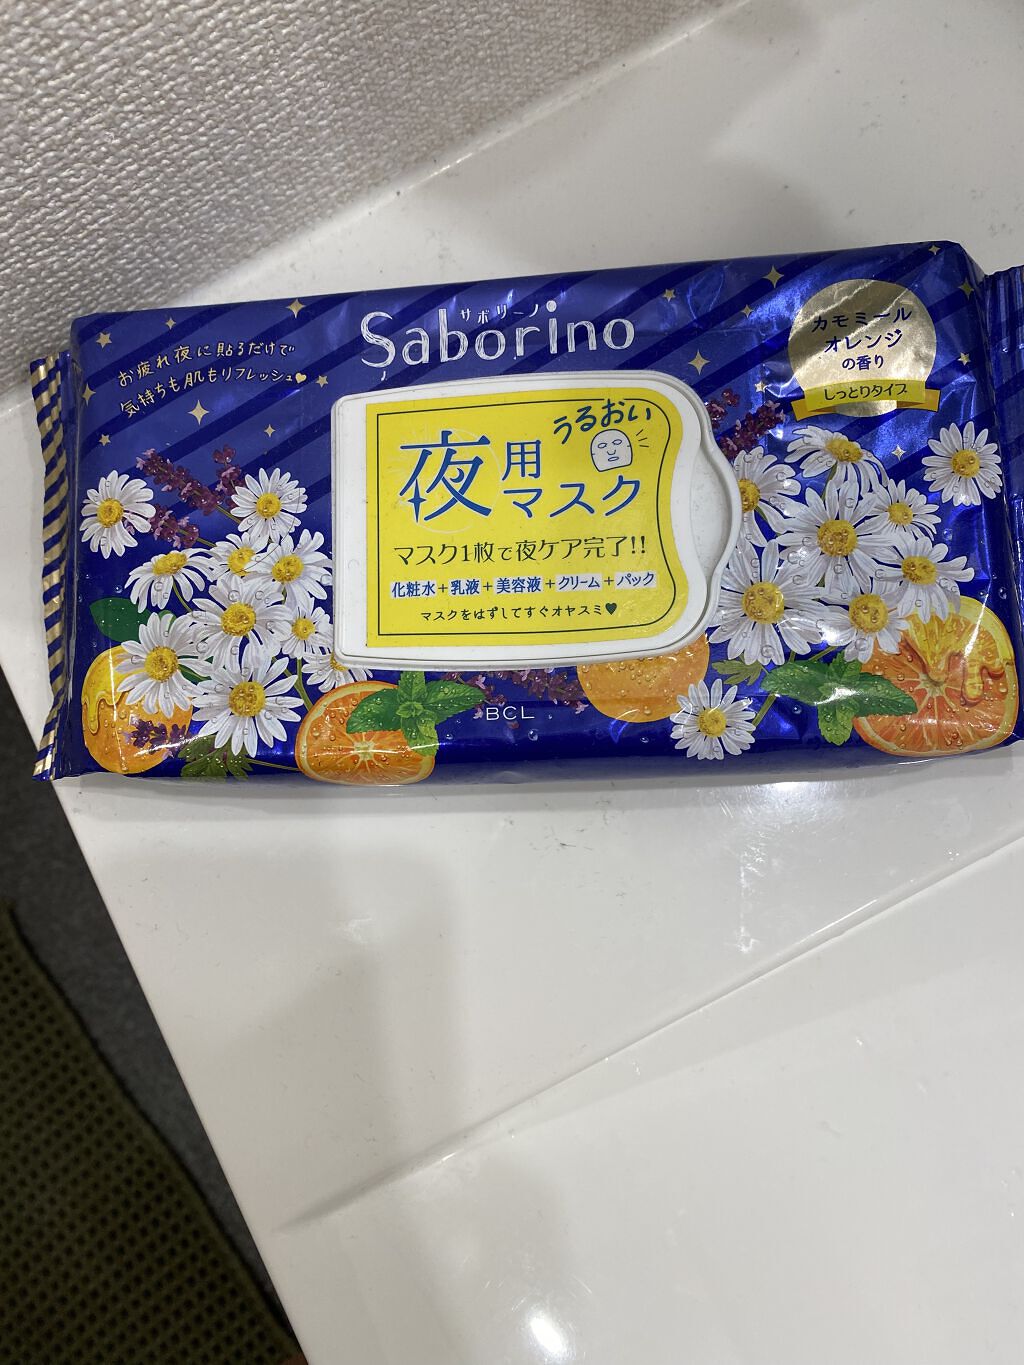 サボリーノ
Saborino
お疲れ夜に貼るだけで
気持ちも肌もリフレッシュ♥
カモミール
オレンジ
の香り
しっとりタイプ
うるおい
夜用
マスク
マスク1枚で夜ケア完了!!
化粧水+乳液+美容液+クリーム+パック
マスクをはずしてすぐオヤスミ♥
BCL